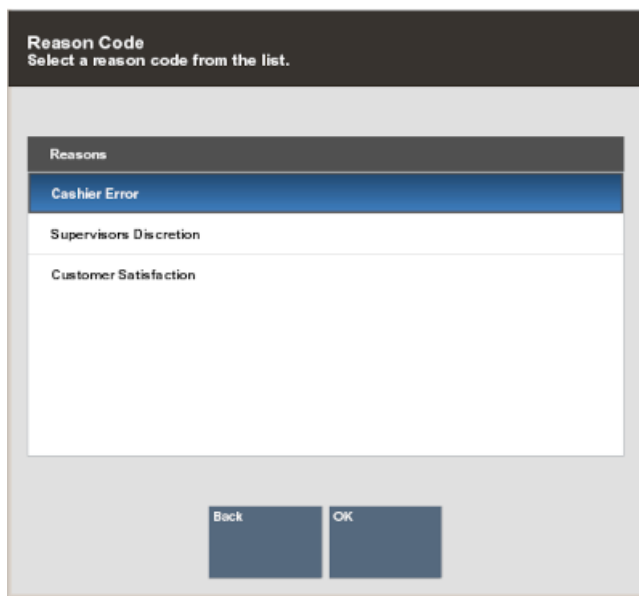 Reason Code
Select a reason code from the list.
Reasons
Cashier Error
Supervisors Discretion
Customer Satisfaction
Back
OK